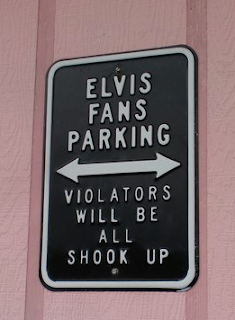 ELVIS
FANS
PARKING
VIOLATORS
WILL BE
ALL
SHOOK UP